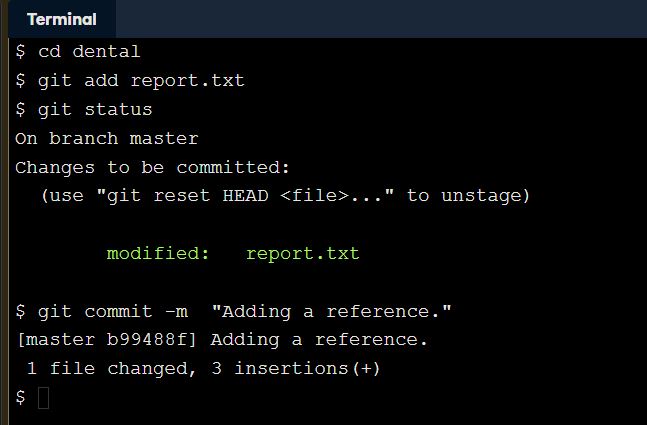 Terminal
$ cd dental
$ git add report.txt
$ git status
On branch master
Changes to be committed:
  (use "git reset HEAD <file>..." to unstage)
        modified:   report.txt
$ git commit -m  "Adding a reference."
[master b99488f] Adding a reference.
 1 file changed, 3 insertions(+)
$